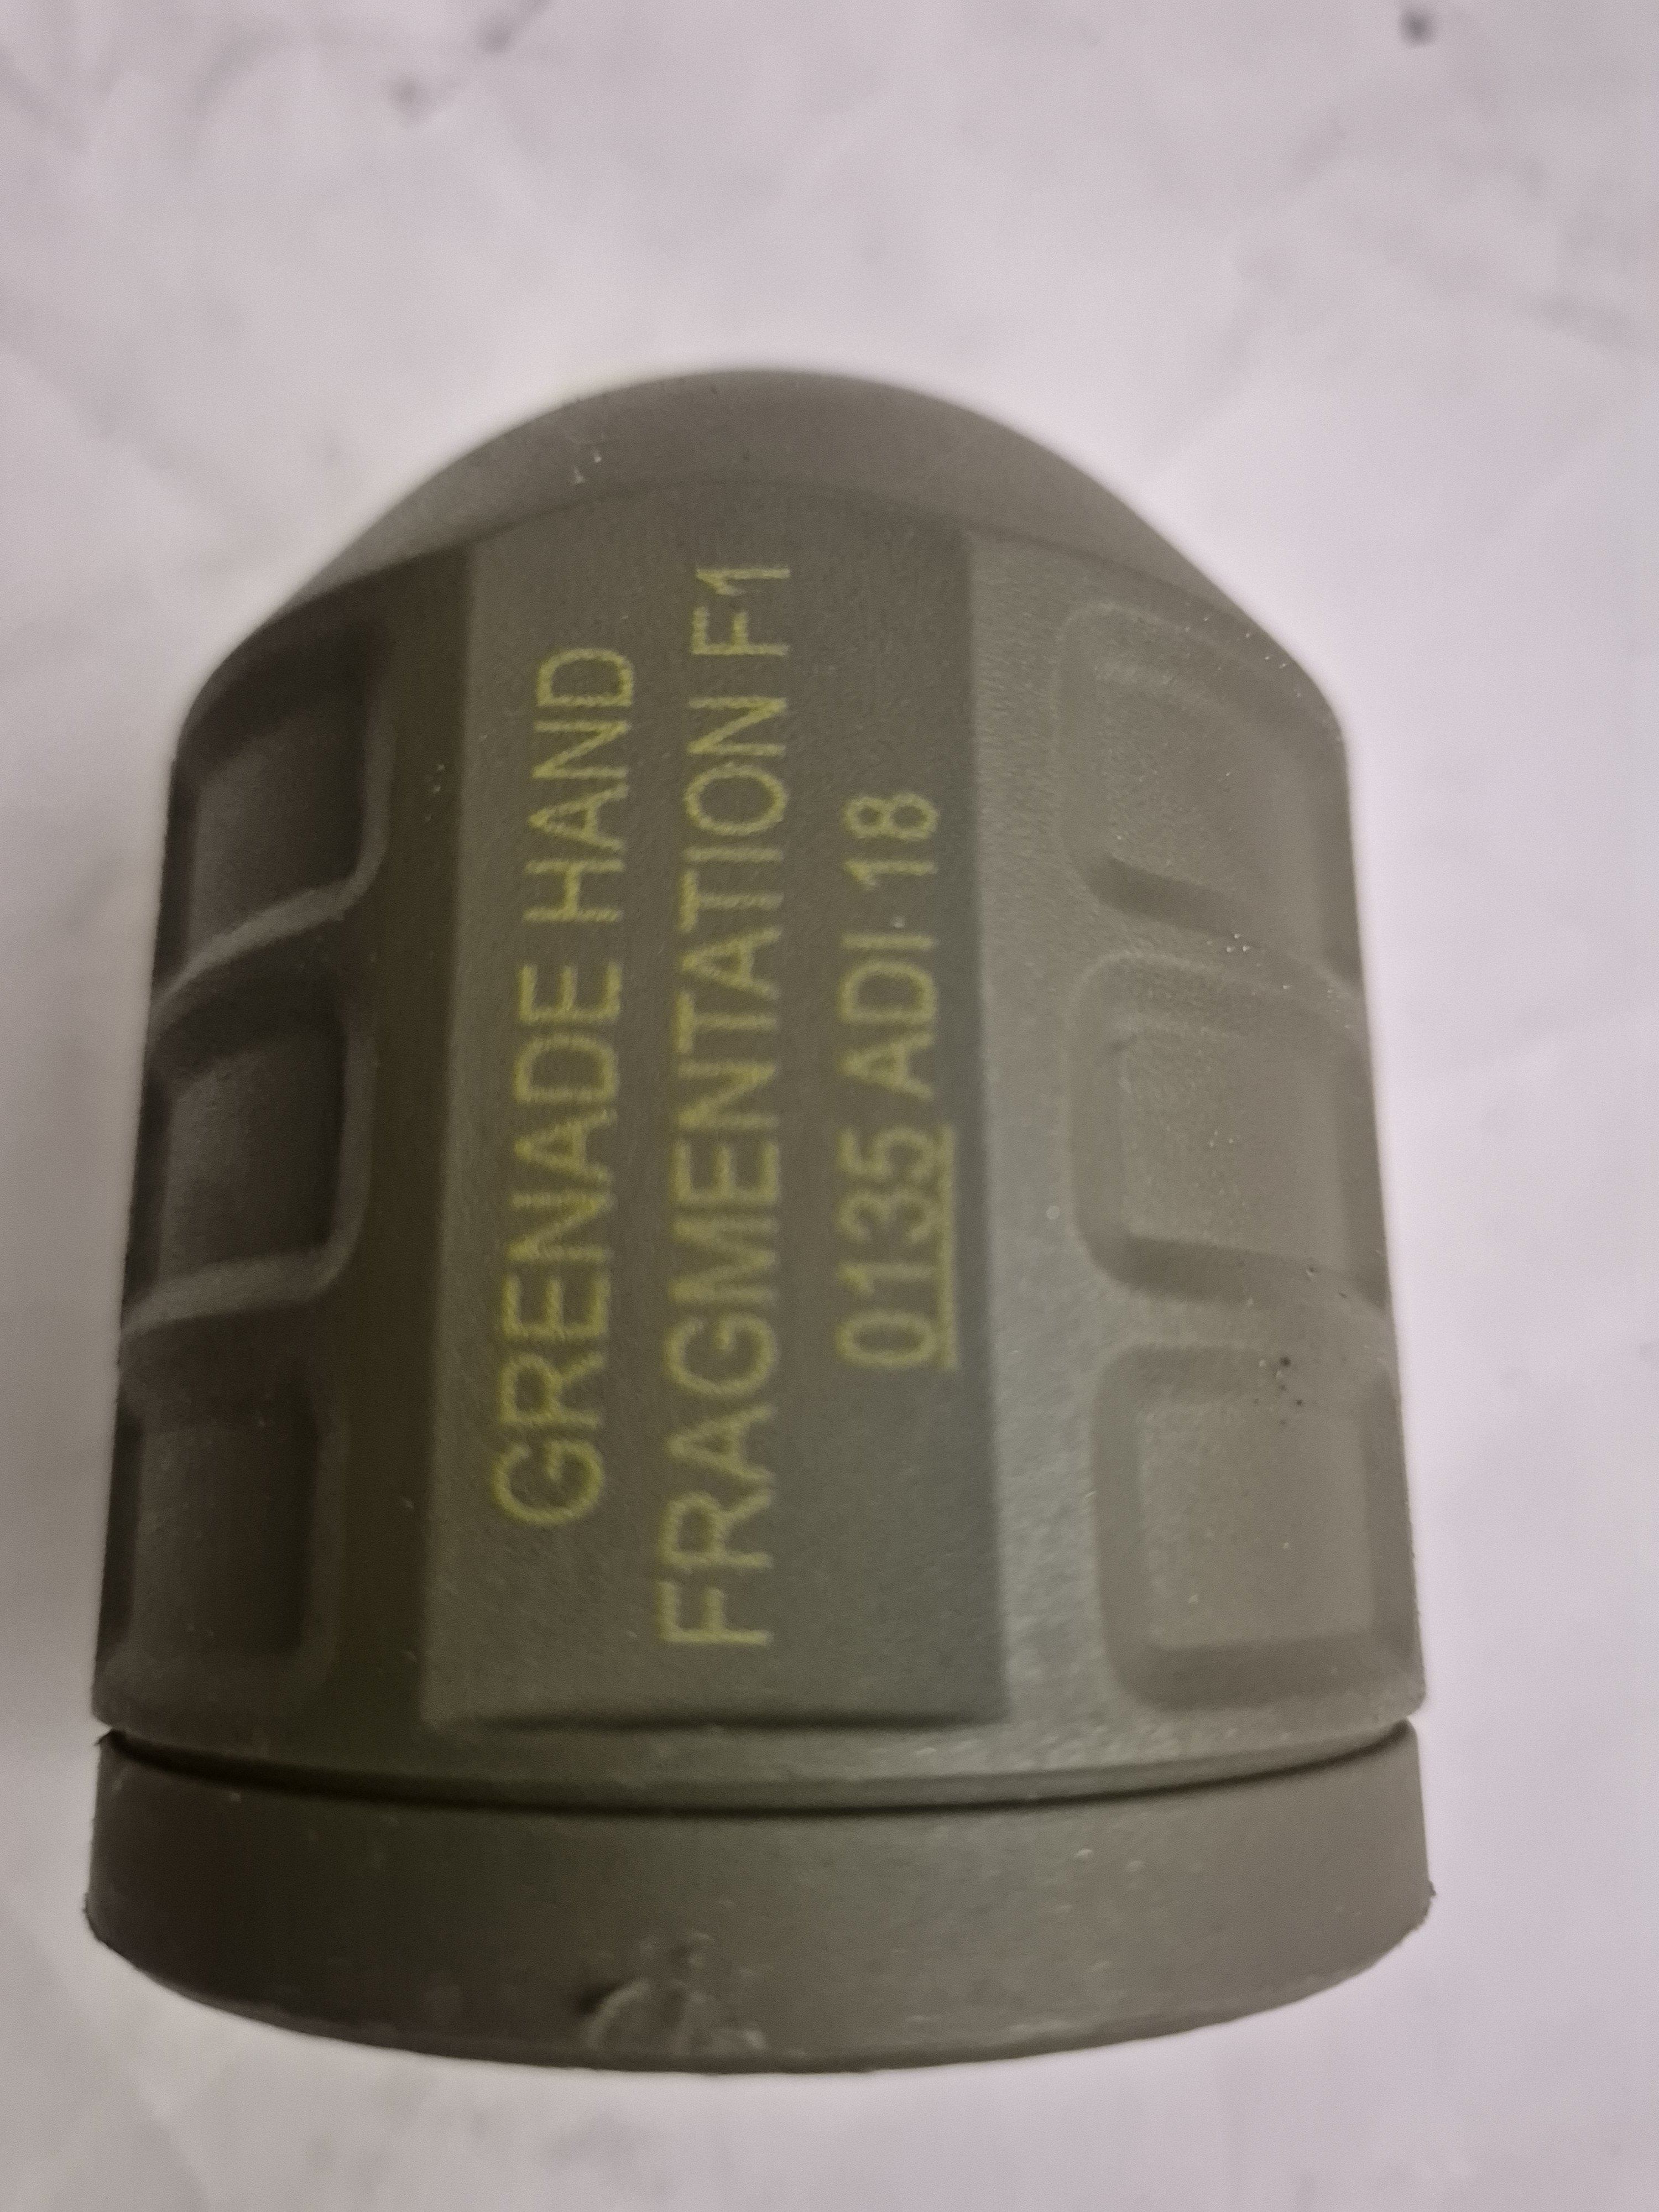 GRENADE HAND
FRAGMENTATION F1
0135 ADI 18